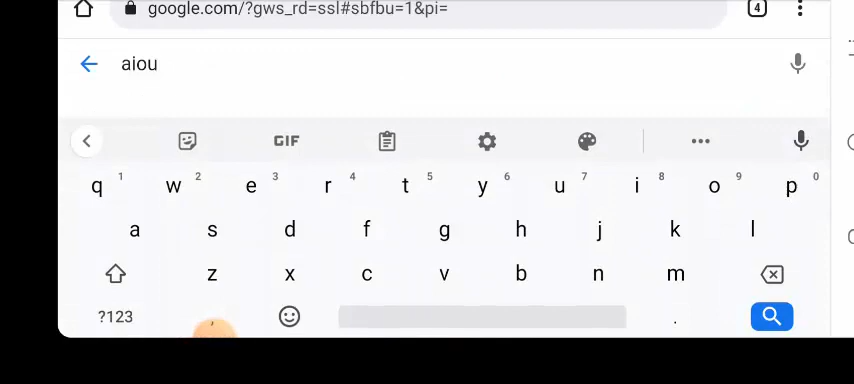 google.com/?gws_rd=ssl#sbfbu=1&pi=
4
aiou
GIF
q 1 w 2 e 3 r 4 t 5 y 6 u 7 i 8 o 9 p 0
a s d f g h j k l
z x c v b n m
?123 , .